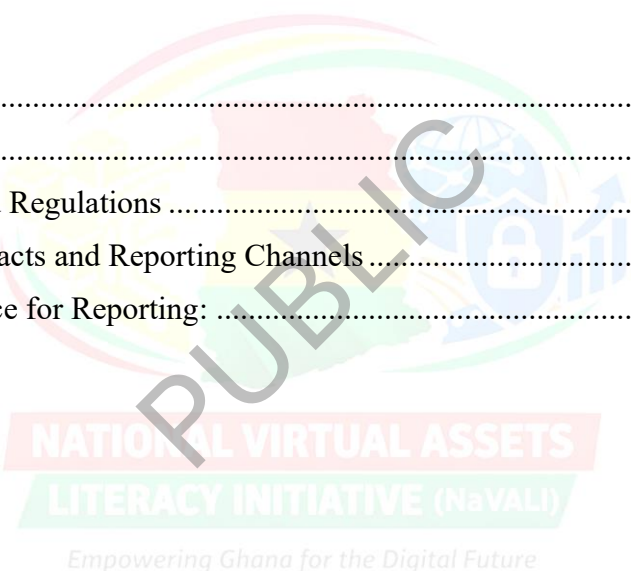 ..........................................................................................
..........................................................................................
Regulations ..................................................................
acts and Reporting Channels .....................................
ce for Reporting: ..........................................................
PUBLIC
NATIONAL VIRTUAL ASSETS
LITERACY INITIATIVE (NaVALI)
Empowering Ghana for the Digital Future